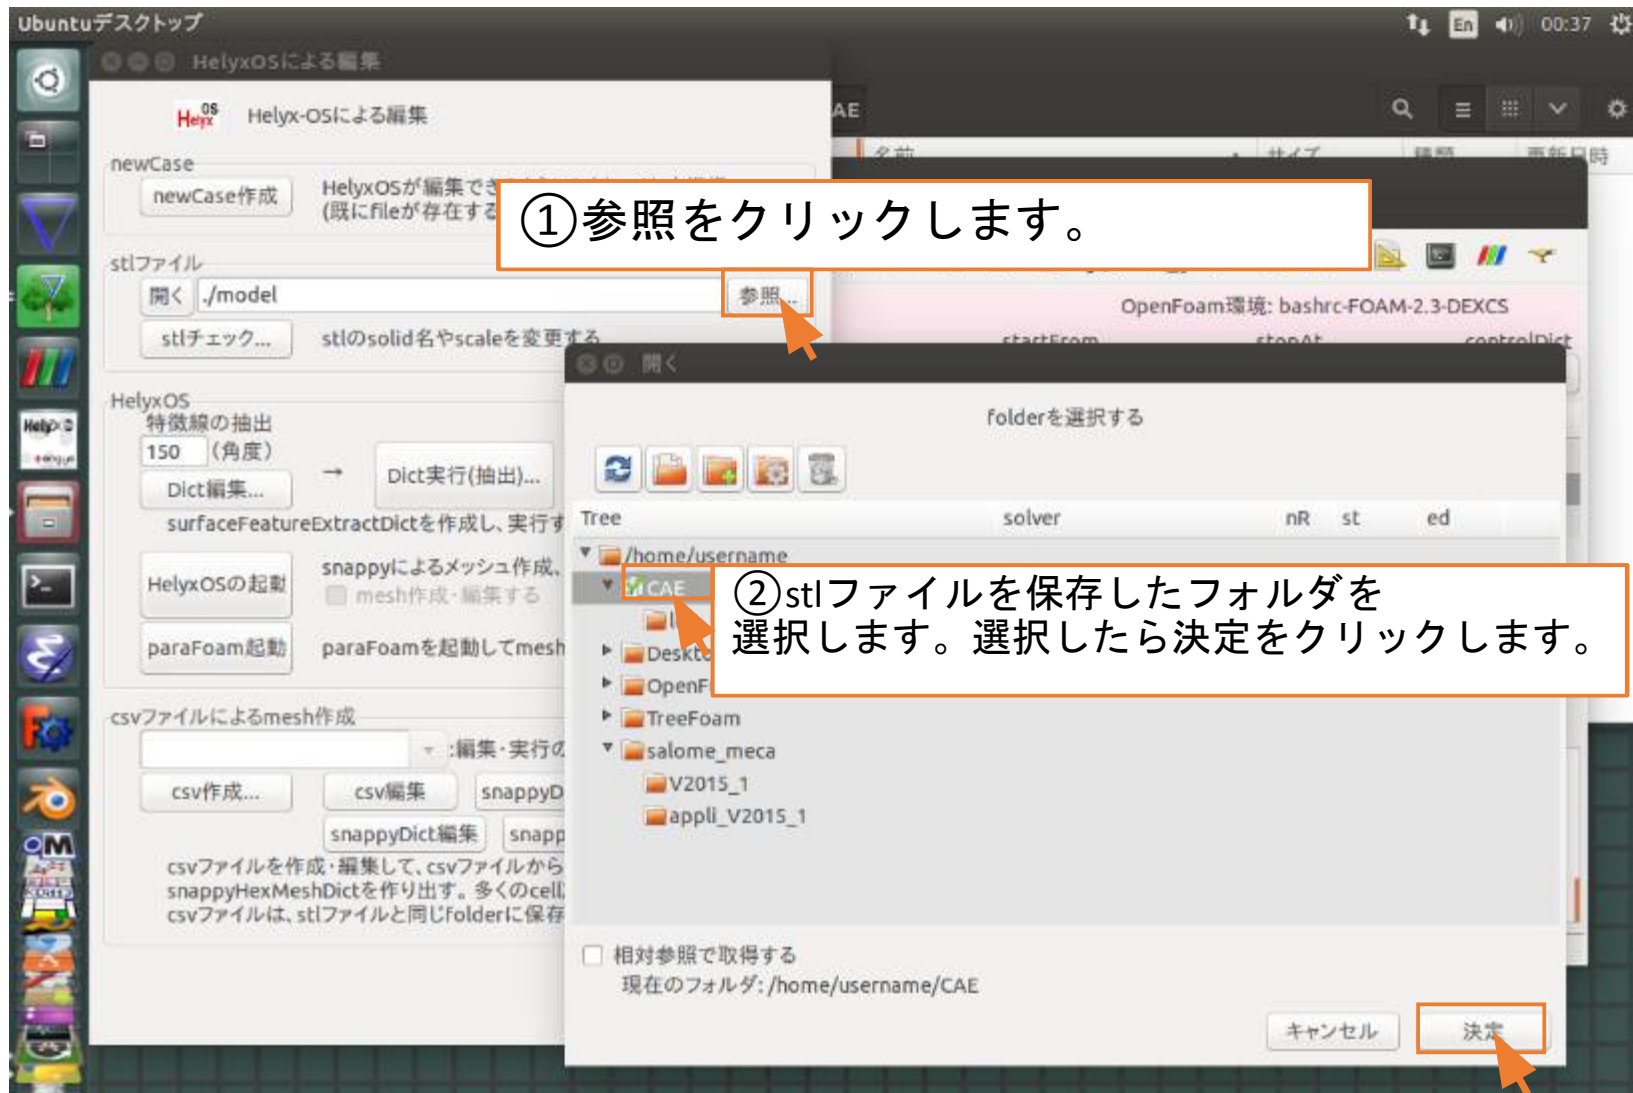 Ubuntuデスクトップ
En
00:37
HelyxOSによる編集
Helyx OS
Helyx-OSによる編集
AE
newCase
newCase作成
HelyxOSが編集でき
(既にfileが存在する
①参照をクリックします。
stlファイル
開く
./model
参照...
stlチェック...
stlのsolid名やscaleを変更する
OpenFoam環境: bashrc-FOAM-2.3-DEXCS
startFrom
stopAt
controlDict
HelyxOS
特徴線の抽出
150
(角度)
Dict編集...
→
Dict実行(抽出)...
surfaceFeatureExtractDictを作成し、実行す
HelyxOSの起動
snappyによるメッシュ作成、
mesh作成・編集する
paraFoam起動
paraFoamを起動してmesh
csvファイルによるmesh作成
:編集・実行の
csv作成...
csv編集
snappyD
snappyDict編集
snapp
csvファイルを作成・編集して、csvファイルから
snappyHexMeshDictを作り出す。多くのcell
csvファイルは、stlファイルと同じfolderに保存
開く
folderを選択する
Tree
solver
nR
st
ed
/home/username
CAE
②stlファイルを保存したフォルダを
選択します。選択したら決定をクリックします。
Deskto
OpenF
TreeFoam
salome_meca
V2015_1
appli_V2015_1
相対参照で取得する
現在のフォルダ: /home/username/CAE
キャンセル
決定